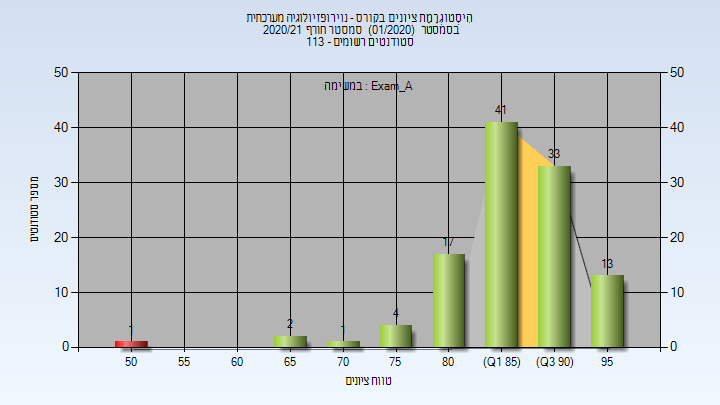 היסטוגרמת ציונים בקורס - נוירופיזיולוגיה מערכתית
בסמסטר (01/2020) סמסטר חורף 2020/21
סטודנטים רשומים - 113
במשימה : Exam_A
מספר סטודנטים
50 50
40 40
30 30
20 20
10 10
0 0
1 2 1 4 17 41 33 13
50 55 60 65 70 75 80 (Q1 85) (Q3 90) 95
טווח ציונים